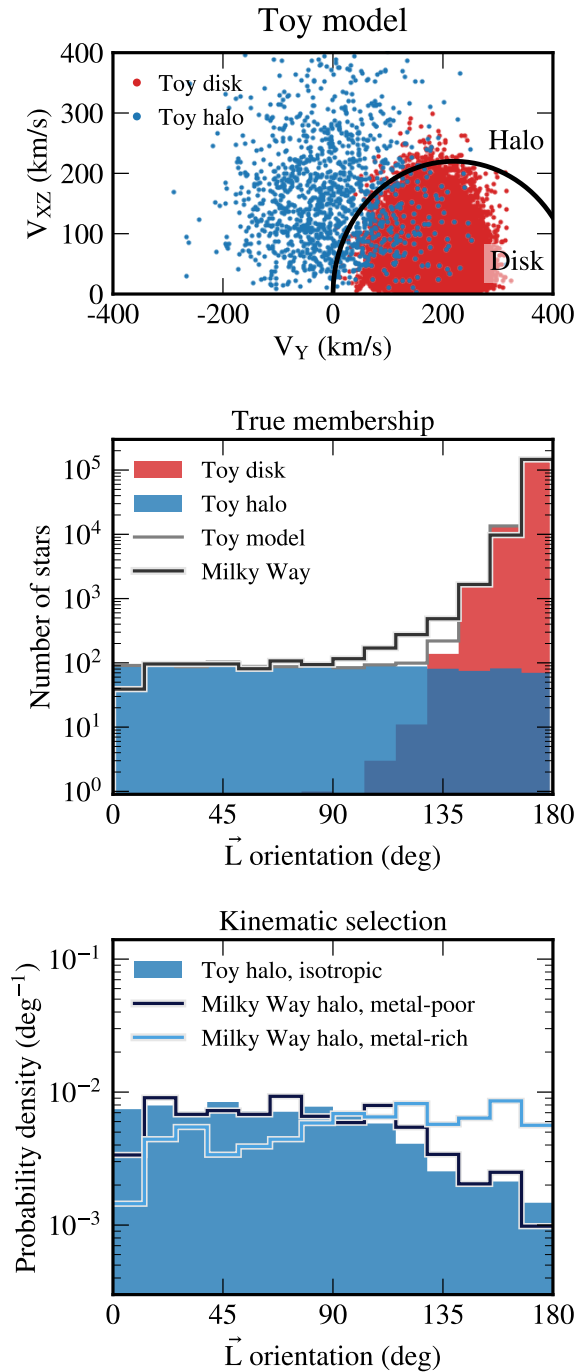 Toy model
Toy disk
Toy halo
Halo
Disk
V_XZ (km/s)
400
300
200
100
0
-400 -200 0 200 400
V_Y (km/s)
True membership
Toy disk
Toy halo
Toy model
Milky Way
Number of stars
10^5
10^4
10^3
10^2
10^1
10^0
0 45 90 135 180
L⃗ orientation (deg)
Kinematic selection
Toy halo, isotropic
Milky Way halo, metal-poor
Milky Way halo, metal-rich
Probability density (deg^−1)
10^−1
10^−2
10^−3
0 45 90 135 180
L⃗ orientation (deg)